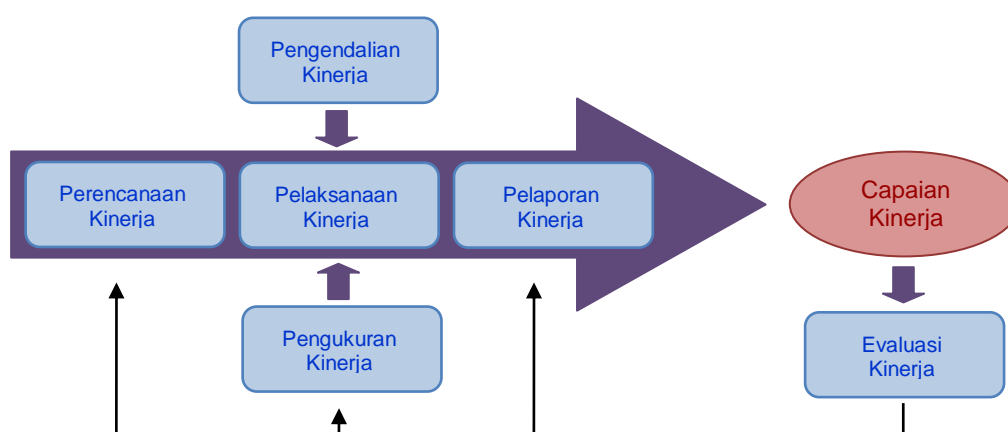 Pengendalian
Kinerja
Perencanaan
Kinerja
Pelaksanaan
Kinerja
Pelaporan
Kinerja
Capaian
Kinerja
Pengukuran
Kinerja
Evaluasi
Kinerja